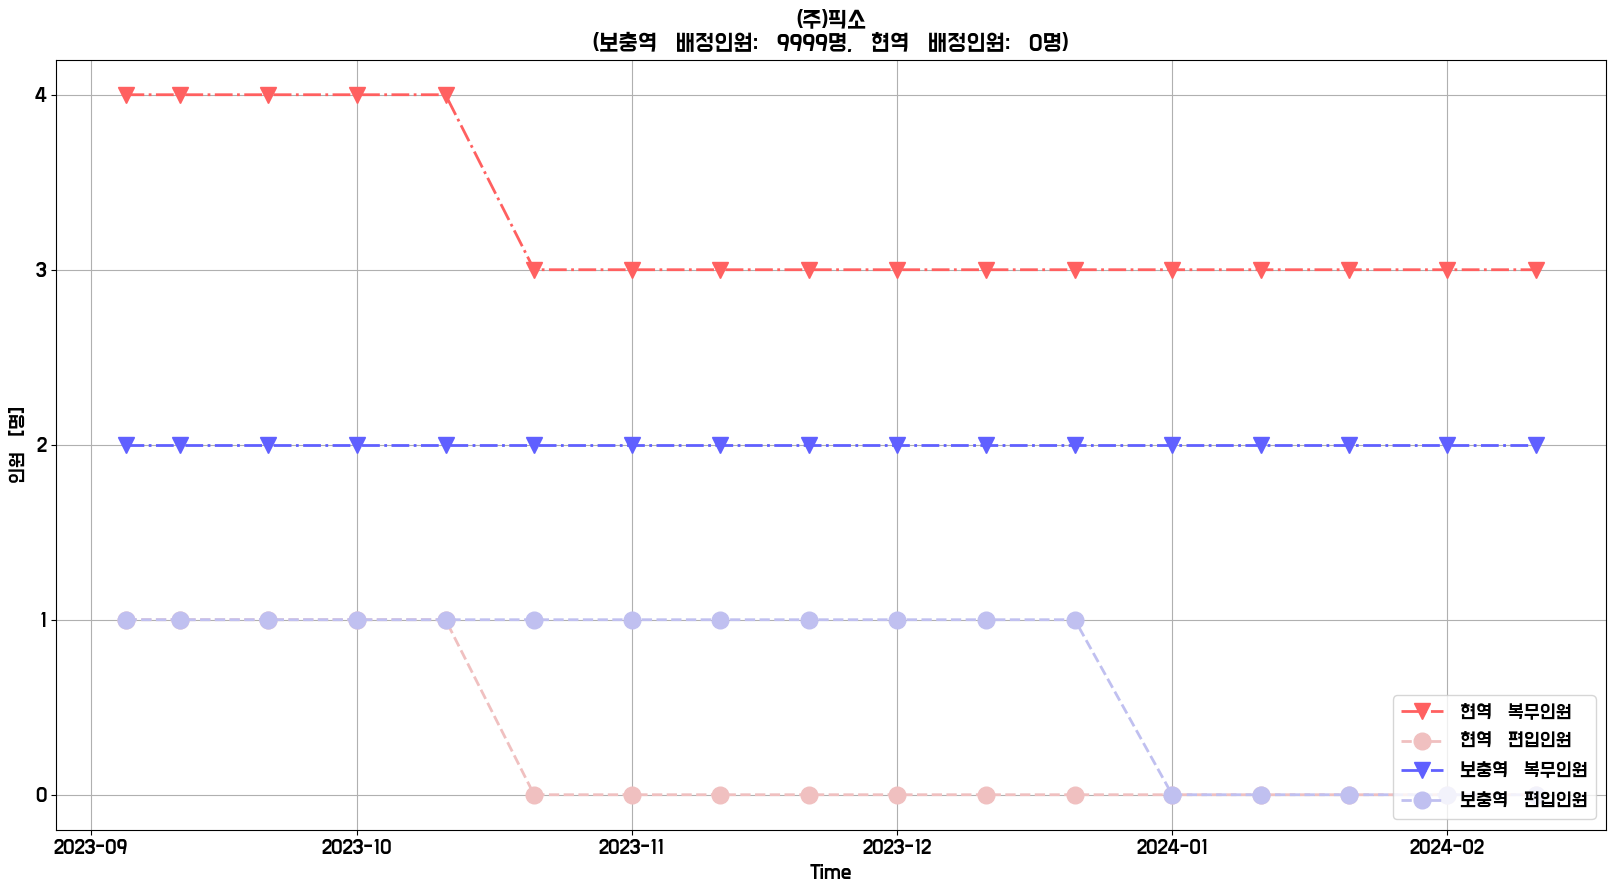 (주)픽소
(보충역 배정인원: 9999명, 현역 배정인원: 0명)
4
3
2
1
0
인원 [명]
2023-09 2023-10 2023-11 2023-12 2024-01 2024-02
Time
현역 복무인원
현역 편입인원
보충역 복무인원
보충역 편입인원